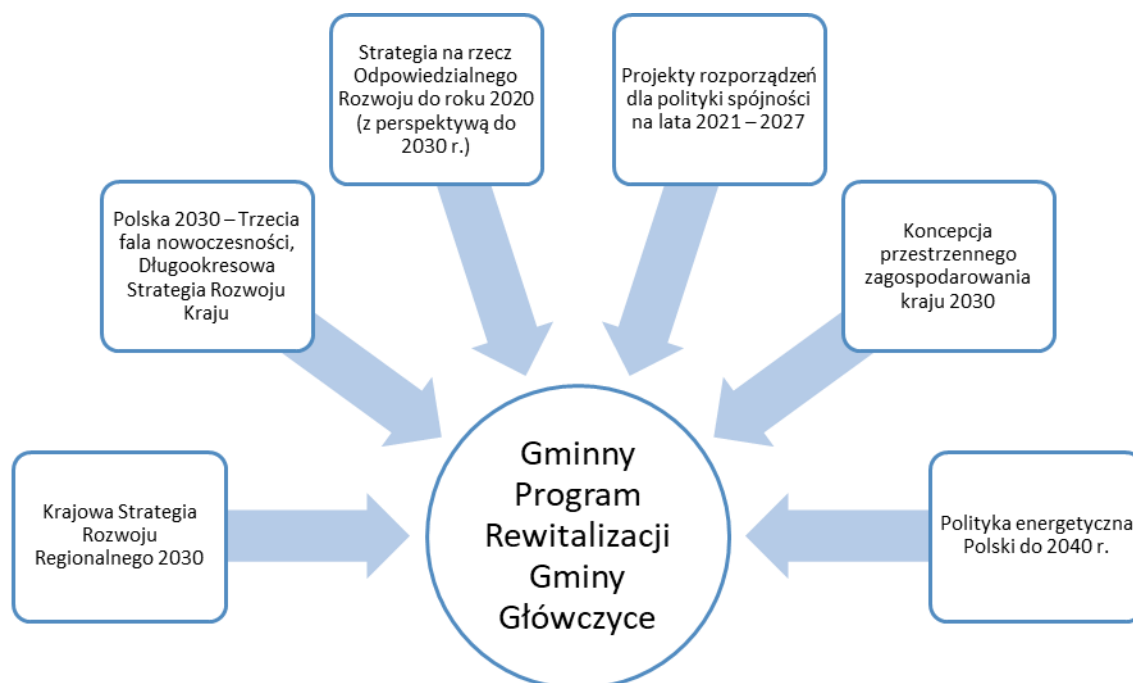 Strategia na rzecz
Odpowiedzialnego
Rozwoju do roku 2020
(z perspektywą do
2030 r.)
Projekty rozporządzeń
dla polityki spójności
na lata 2021 – 2027
Polska 2030 – Trzecia
fala nowoczesności,
Długookresowa
Strategia Rozwoju
Kraju
Koncepcja
przestrzennego
zagospodarowania
kraju 2030
Krajowa Strategia
Rozwoju
Regionalnego 2030
Gminny
Program
Rewitalizacji
Gminy
Główczyce
Polityka energetyczna
Polski do 2040 r.